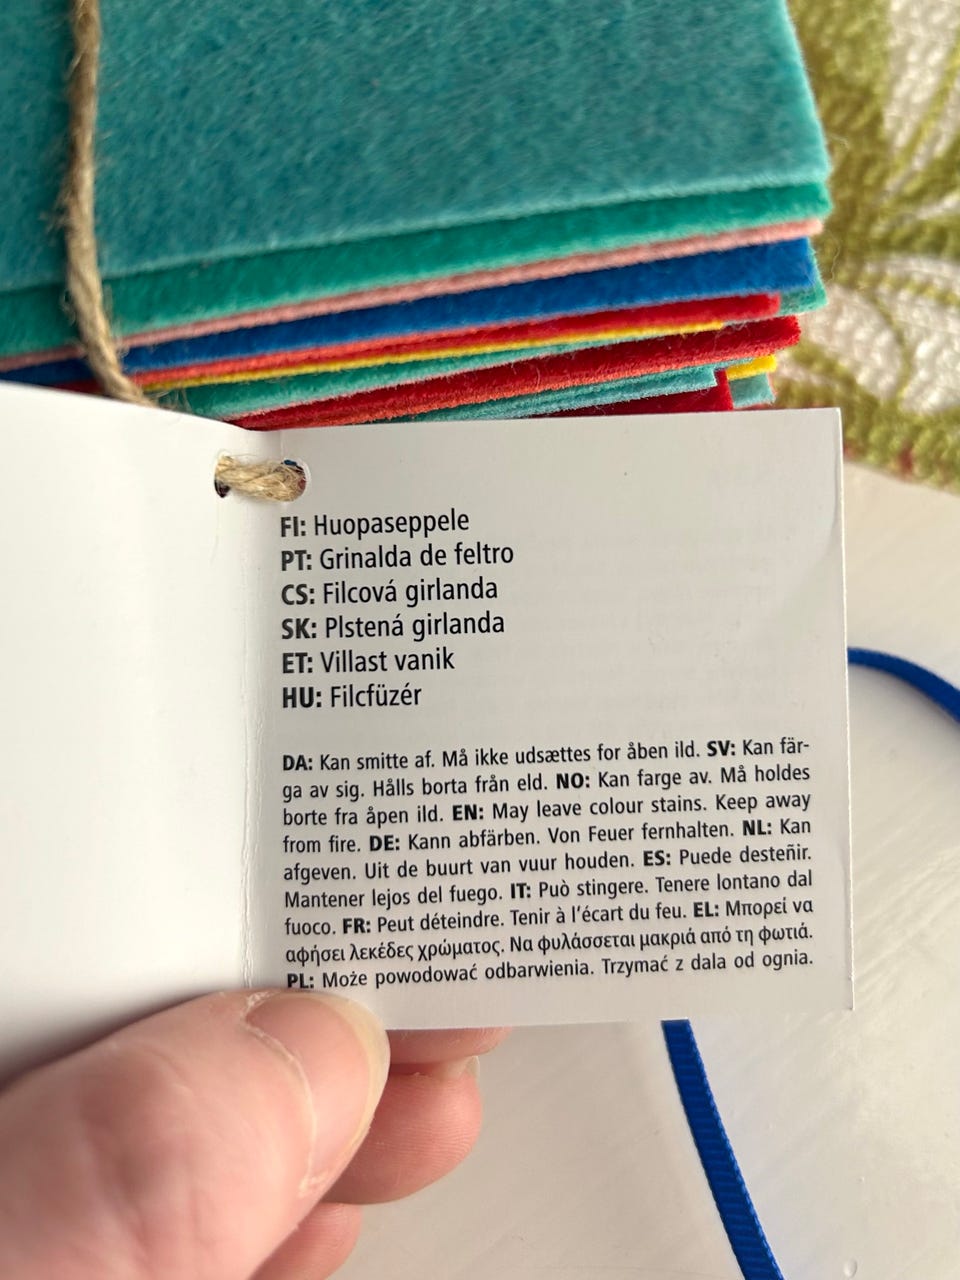 FI: Huopaseppele
PT: Grinalda de feltro
CS: Filcová girlanda
SK: Plstená girlanda
ET: Villast vanik
HU: Filcfüzér
DA: Kan smitte af. Må ikke udsættes for åben ild. SV: Kan fär-
ga av sig. Hålls borta från eld. NO: Kan farge av. Må holdes
borte fra åpen ild. EN: May leave colour stains. Keep away
from fire. DE: Kann abfärben. Von Feuer fernhalten. NL: Kan
afgeven. Uit de buurt van vuur houden. ES: Puede desteñir.
Mantener lejos del fuego. IT: Può stingere. Tenere lontano dal
fuoco. FR: Peut déteindre. Tenir à l'écart du feu. EL: Μπορεί να
αφήσει λεκέδες χρώματος. Να φυλάσσεται μακριά από τη φωτιά.
PL: Może powodować odbarwienia. Trzymać z dala od ognia.